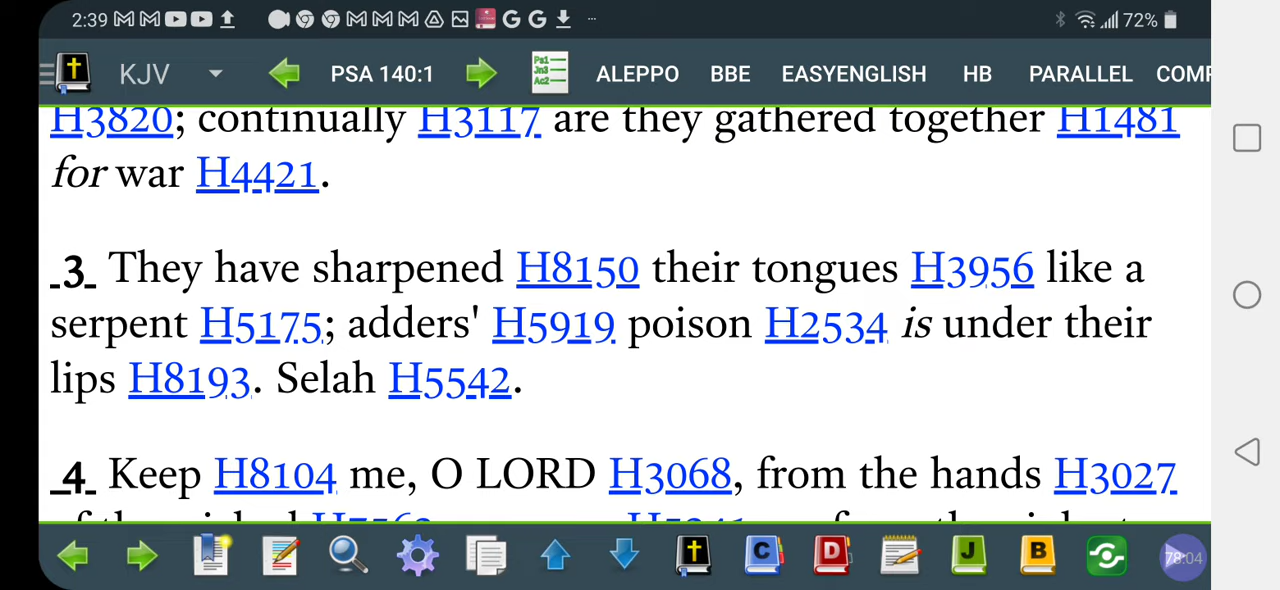 2:39 72%
KJV PSA 140:1 ALEPPO BBE EASYENGLISH HB PARALLEL
H3820; continually H3117 are they gathered together H1481
for war H4421.
3 They have sharpened H8150 their tongues H3956 like a
serpent H5175; adders' H5919 poison H2534 is under their
lips H8193. Selah H5542.
4 Keep H8104 me, O LORD H3068, from the hands H3027
C D J B 78:04